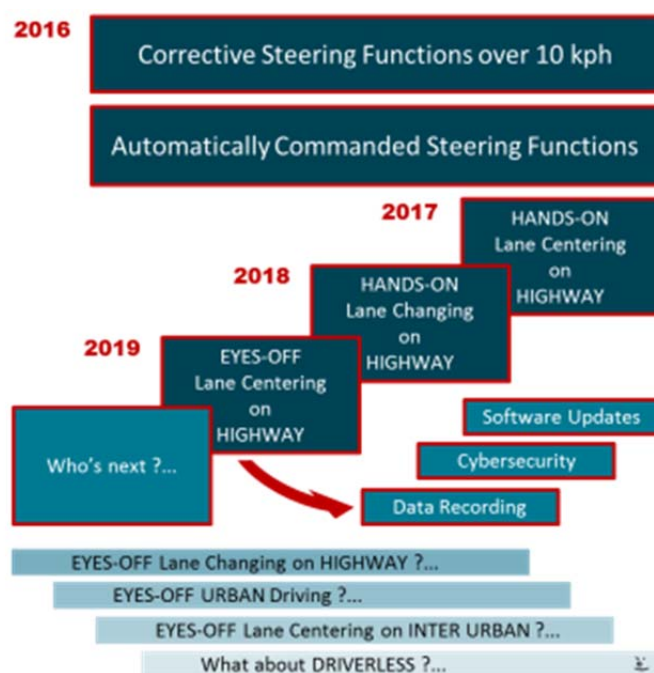 2016
Corrective Steering Functions over 10 kph
Automatically Commanded Steering Functions
2017
HANDS-ON
Lane Centering
on
HIGHWAY
2018
HANDS-ON
Lane Changing
on
HIGHWAY
2019
EYES-OFF
Lane Centering
on
HIGHWAY
Who's next ?...
Software Updates
Cybersecurity
Data Recording
EYES-OFF Lane Changing on HIGHWAY ?...
EYES-OFF URBAN Driving ?...
EYES-OFF Lane Centering on INTER URBAN ?...
What about DRIVERLESS ?...